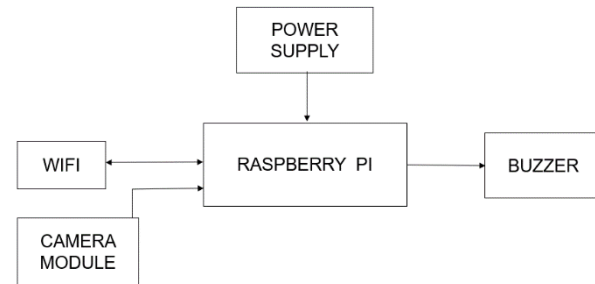 POWER
SUPPLY
WIFI
RASPBERRY PI
BUZZER
CAMERA
MODULE